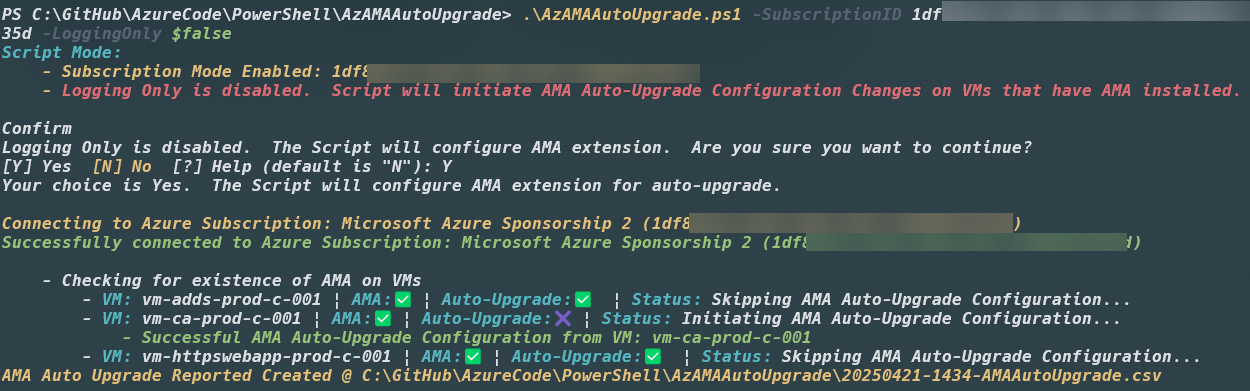 PS C:\GitHub\AzureCode\PowerShell\AzAMAAutoUpgrade> .\AzAMAAutoUpgrade.ps1 -SubscriptionID 1df
35d -LoggingOnly $false
Script Mode:
- Subscription Mode Enabled: 1df8
- Logging Only is disabled.  Script will initiate AMA Auto-Upgrade Configuration Changes on VMs that have AMA installed.
Confirm
Logging Only is disabled.  The Script will configure AMA extension.  Are you sure you want to continue?
[Y] Yes  [N] No  [?] Help (default is "N"): Y
Your choice is Yes.  The Script will configure AMA extension for auto-upgrade.
Connecting to Azure Subscription: Microsoft Azure Sponsorship 2 (1df8 )
Successfully connected to Azure Subscription: Microsoft Azure Sponsorship 2 (1df8 d)
- Checking for existence of AMA on VMs
- VM: vm-adds-prod-c-001 | AMA:✅ | Auto-Upgrade:✅  | Status: Skipping AMA Auto-Upgrade Configuration...
- VM: vm-ca-prod-c-001 | AMA:✅ | Auto-Upgrade:❌ | Status: Initiating AMA Auto-Upgrade Configuration...
- Successful AMA Auto-Upgrade Configuration from VM: vm-ca-prod-c-001
- VM: vm-httpswebapp-prod-c-001 | AMA:✅ | Auto-Upgrade:✅  | Status: Skipping AMA Auto-Upgrade Configuration...
AMA Auto Upgrade Reported Created @ C:\GitHub\AzureCode\PowerShell\AzAMAAutoUpgrade\20250421-1434-AMAAutoUpgrade.csv